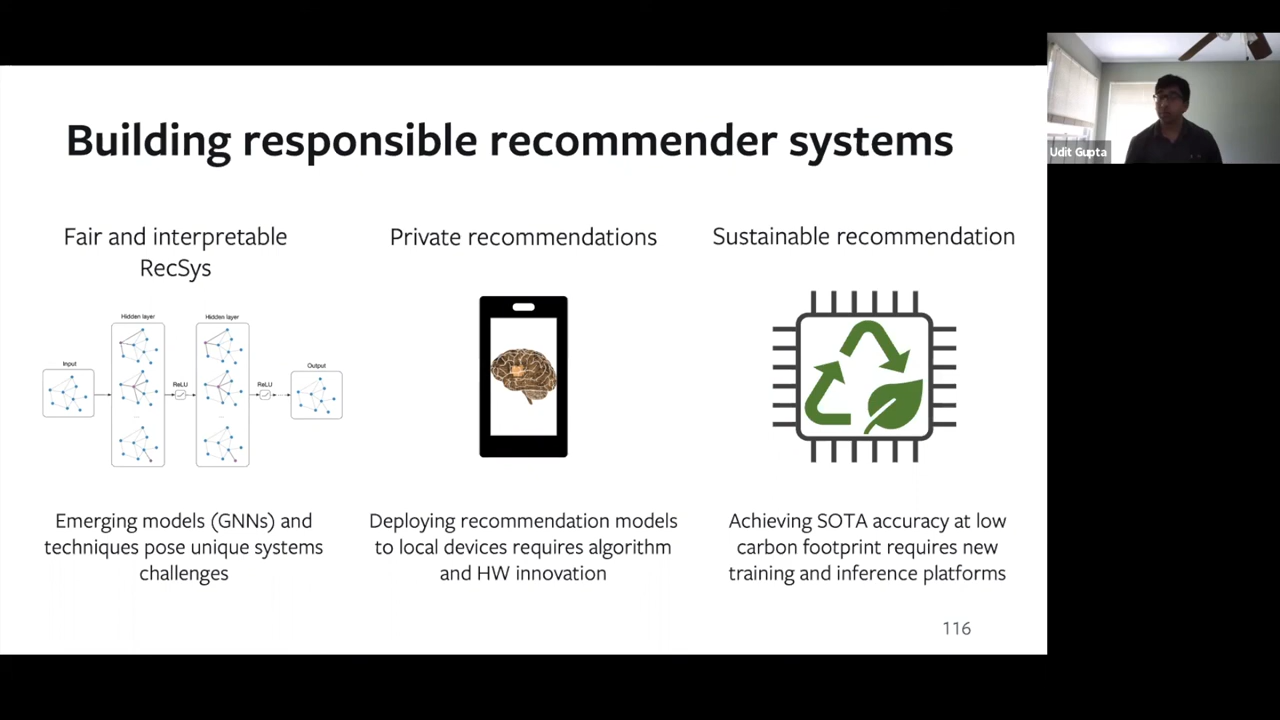 Building responsible recommender systems
Udit Gupta
Fair and interpretable
RecSys
Private recommendations
Sustainable recommendation
Hidden layer
Hidden layer
Input
ReLU
ReLU
Output
...
...
Emerging models (GNNs) and
techniques pose unique systems
challenges
Deploying recommendation models
to local devices requires algorithm
and HW innovation
Achieving SOTA accuracy at low
carbon footprint requires new
training and inference platforms
116